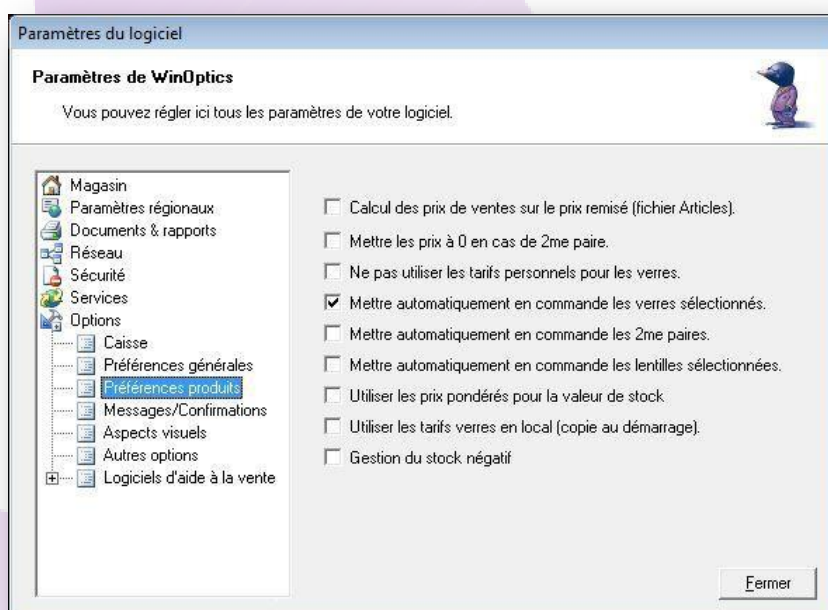 Paramètres du logiciel
Paramètres de WinOptics
Vous pouvez régler ici tous les paramètres de votre logiciel.
Magasin
Paramètres régionaux
Documents & rapports
Réseau
Sécurité
Services
Options
Caisse
Préférences générales
Préférences produits
Messages/Confirmations
Aspects visuels
Autres options
Logiciels d'aide à la vente
Calcul des prix de ventes sur le prix remisé (fichier Articles).
Mettre les prix à 0 en cas de 2me paire.
Ne pas utiliser les tarifs personnels pour les verres.
Mettre automatiquement en commande les verres sélectionnés.
Mettre automatiquement en commande les 2me paires.
Mettre automatiquement en commande les lentilles sélectionnées.
Utiliser les prix pondérés pour la valeur de stock
Utiliser les tarifs verres en local (copie au démarrage).
Gestion du stock négatif
Fermer